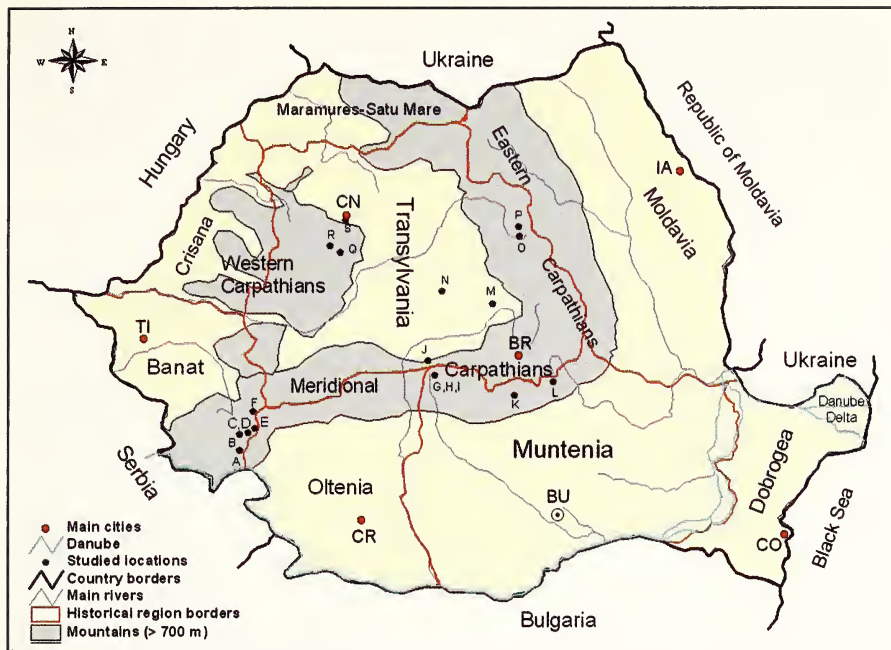 N
W E
S
Ukraine
Maramures-Satu Mare
Hungary
Eastern
Republic of Moldavia
IA
Moldavia
CN
S
P
O
R
Q
Crisana
Western
Carpathians
Transylvania
Carpathians
N
M
TI
Banat
BR
J
Carpathians
Meridional
G,H,I
L
K
Ukraine
Danube
Delta
F
C,D
E
B
A
Serbia
Muntenia
Oltenia
Dobrogea
BU
CR
CO
Black Sea
Bulgaria
Main cities
Danube
Studied locations
Country borders
Main rivers
Historical region borders
Mountains (> 700 m)